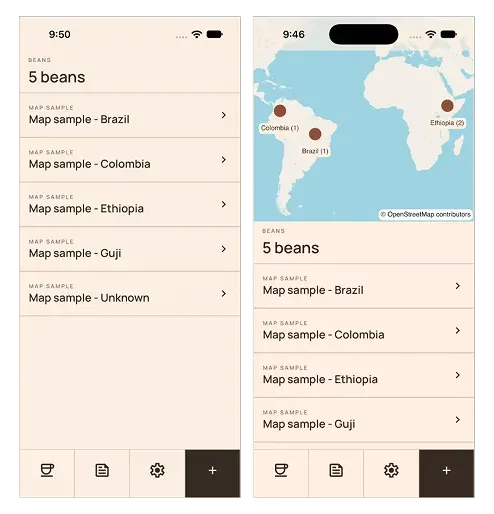 9:50
BEANS
5 beans
MAP SAMPLE
Map sample - Brazil
MAP SAMPLE
Map sample - Colombia
MAP SAMPLE
Map sample - Ethiopia
MAP SAMPLE
Map sample - Guji
MAP SAMPLE
Map sample - Unknown
+
9:46
Colombia (1)
Ethiopia (2)
Brazil (1)
© OpenStreetMap contributors
BEANS
5 beans
MAP SAMPLE
Map sample - Brazil
MAP SAMPLE
Map sample - Colombia
MAP SAMPLE
Map sample - Ethiopia
MAP SAMPLE
Map sample - Guji
+